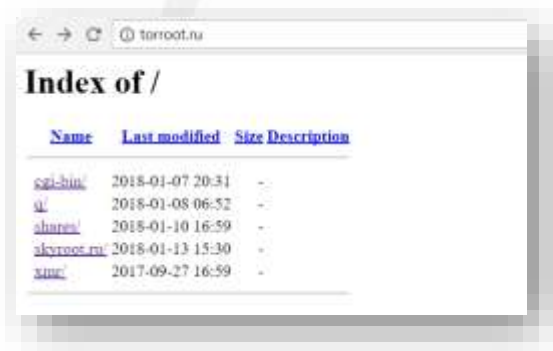 torroot.ru
Index of /
Name Last modified Size Description
cgi-bin/ 2018-01-07 20:31 -
q/ 2018-01-08 06:52 -
shares/ 2018-01-10 16:59 -
skyroot.ru/ 2018-01-13 15:30 -
xmr/ 2017-09-27 16:59 -